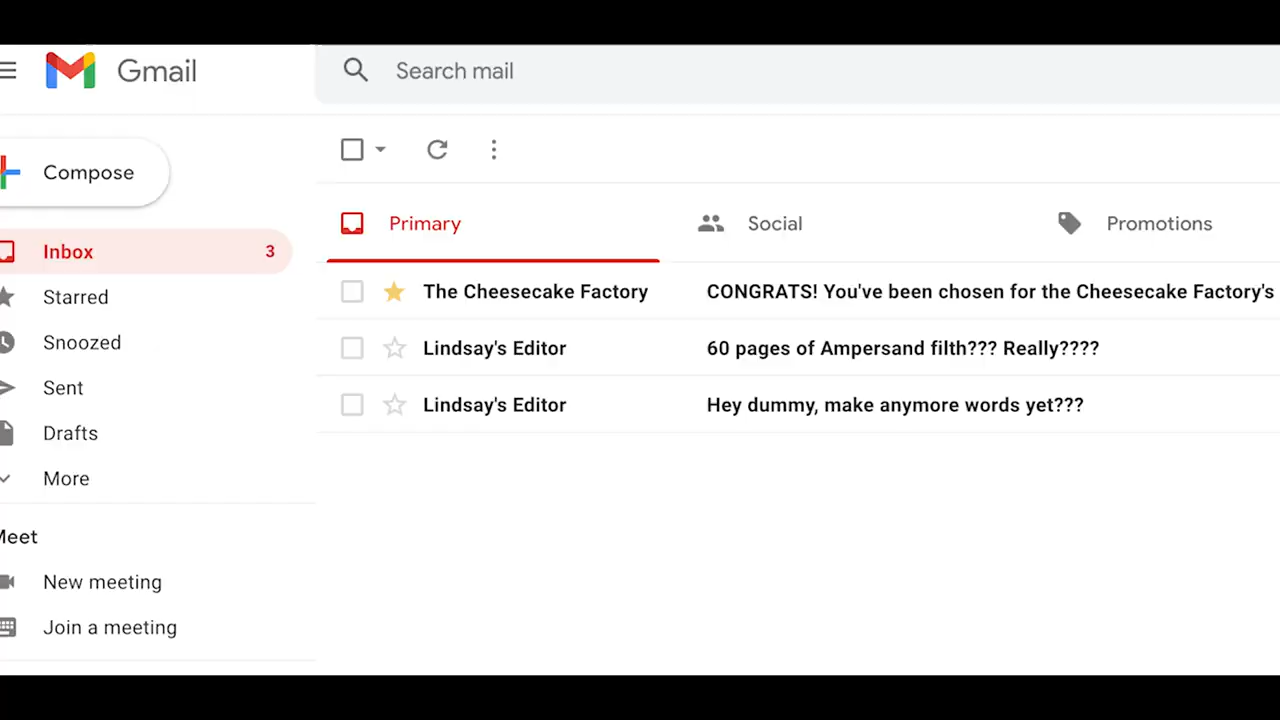 Gmail
Search mail
Compose
Primary
Social
Promotions
Inbox 3
Starred
Snoozed
Sent
Drafts
More
Meet
New meeting
Join a meeting
The Cheesecake Factory CONGRATS! You've been chosen for the Cheesecake Factory's
Lindsay's Editor 60 pages of Ampersand filth??? Really????
Lindsay's Editor Hey dummy, make anymore words yet???